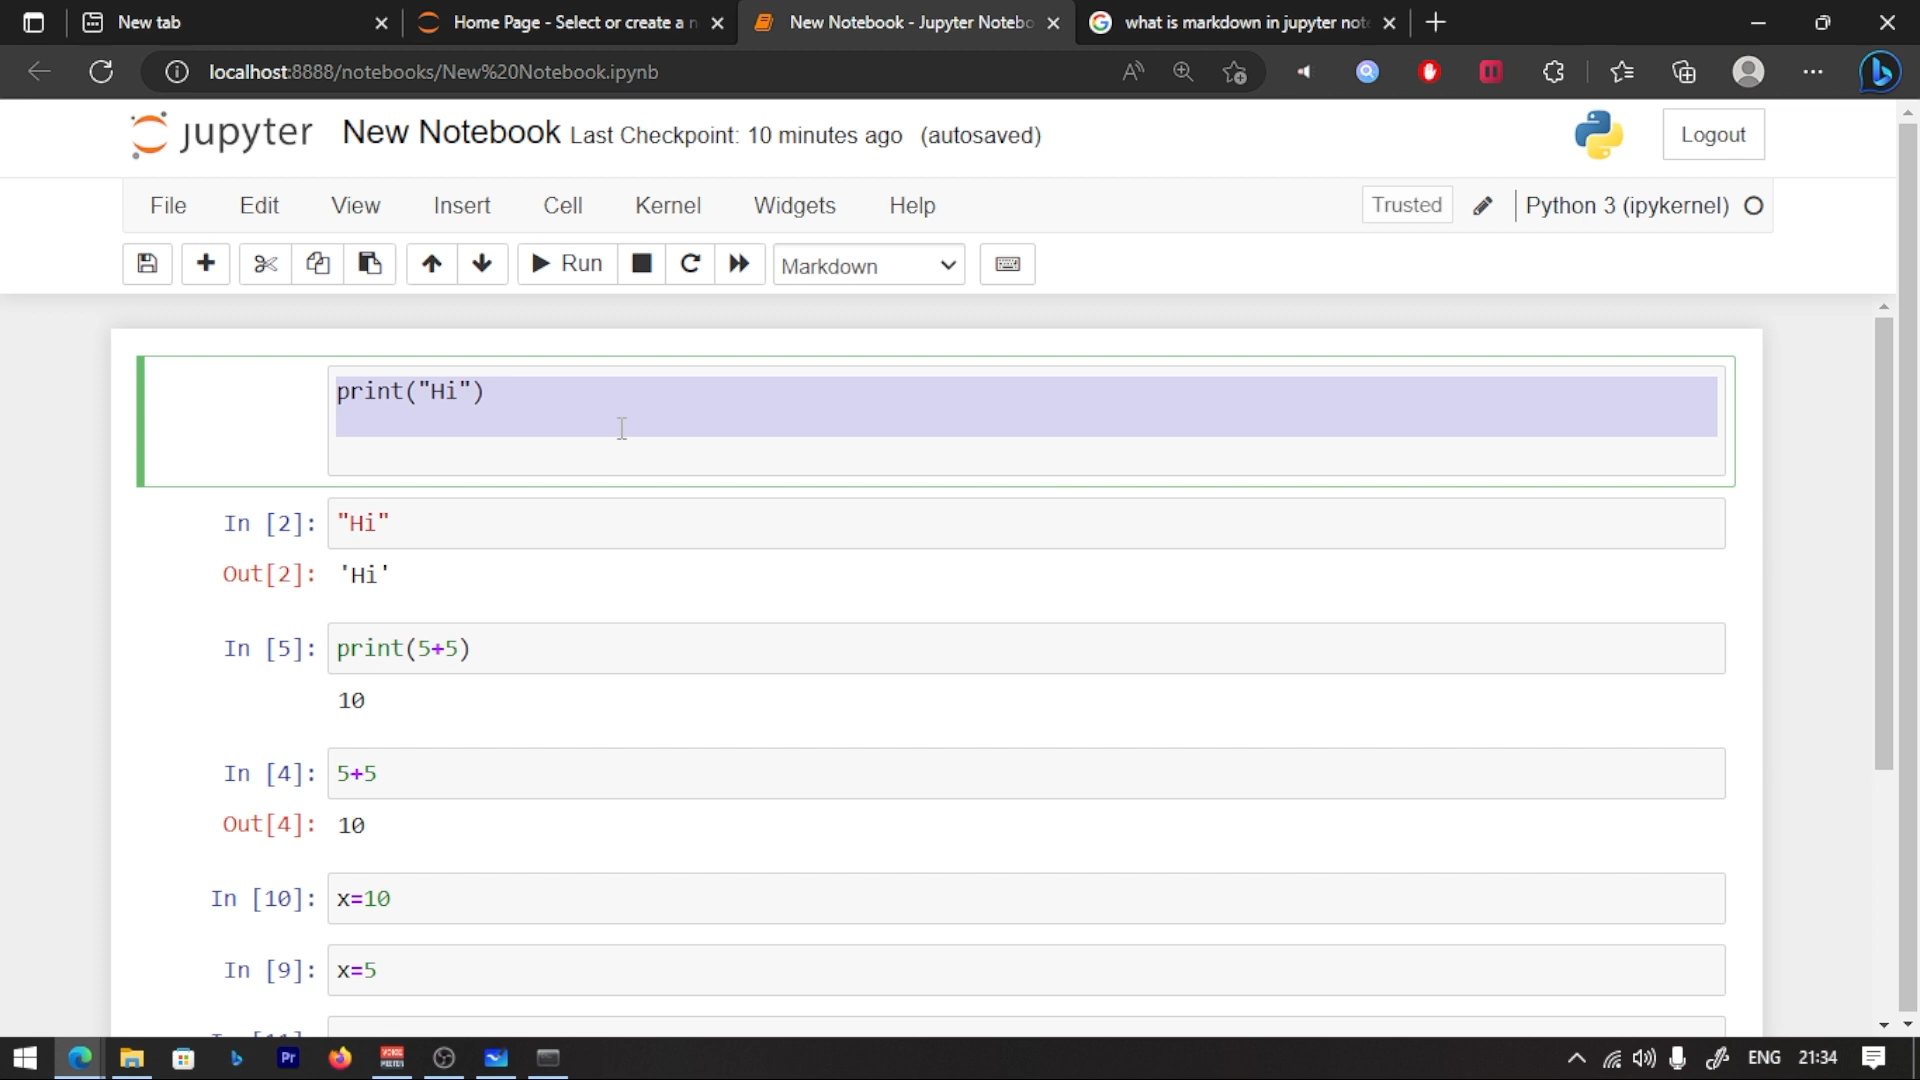 New tab
Home Page - Select or create a n
New Notebook - Jupyter Notebo
what is markdown in jupyter not
localhost:8888/notebooks/New%20Notebook.ipynb
jupyter New Notebook Last Checkpoint: 10 minutes ago (autosaved)
Logout
File Edit View Insert Cell Kernel Widgets Help
Trusted Python 3 (ipykernel)
Run Markdown
print("Hi")
In [2]: "Hi"
Out[2]: 'Hi'
In [5]: print(5+5)
10
In [4]: 5+5
Out[4]: 10
In [10]: x=10
In [9]: x=5
Pr
ENG 21:34